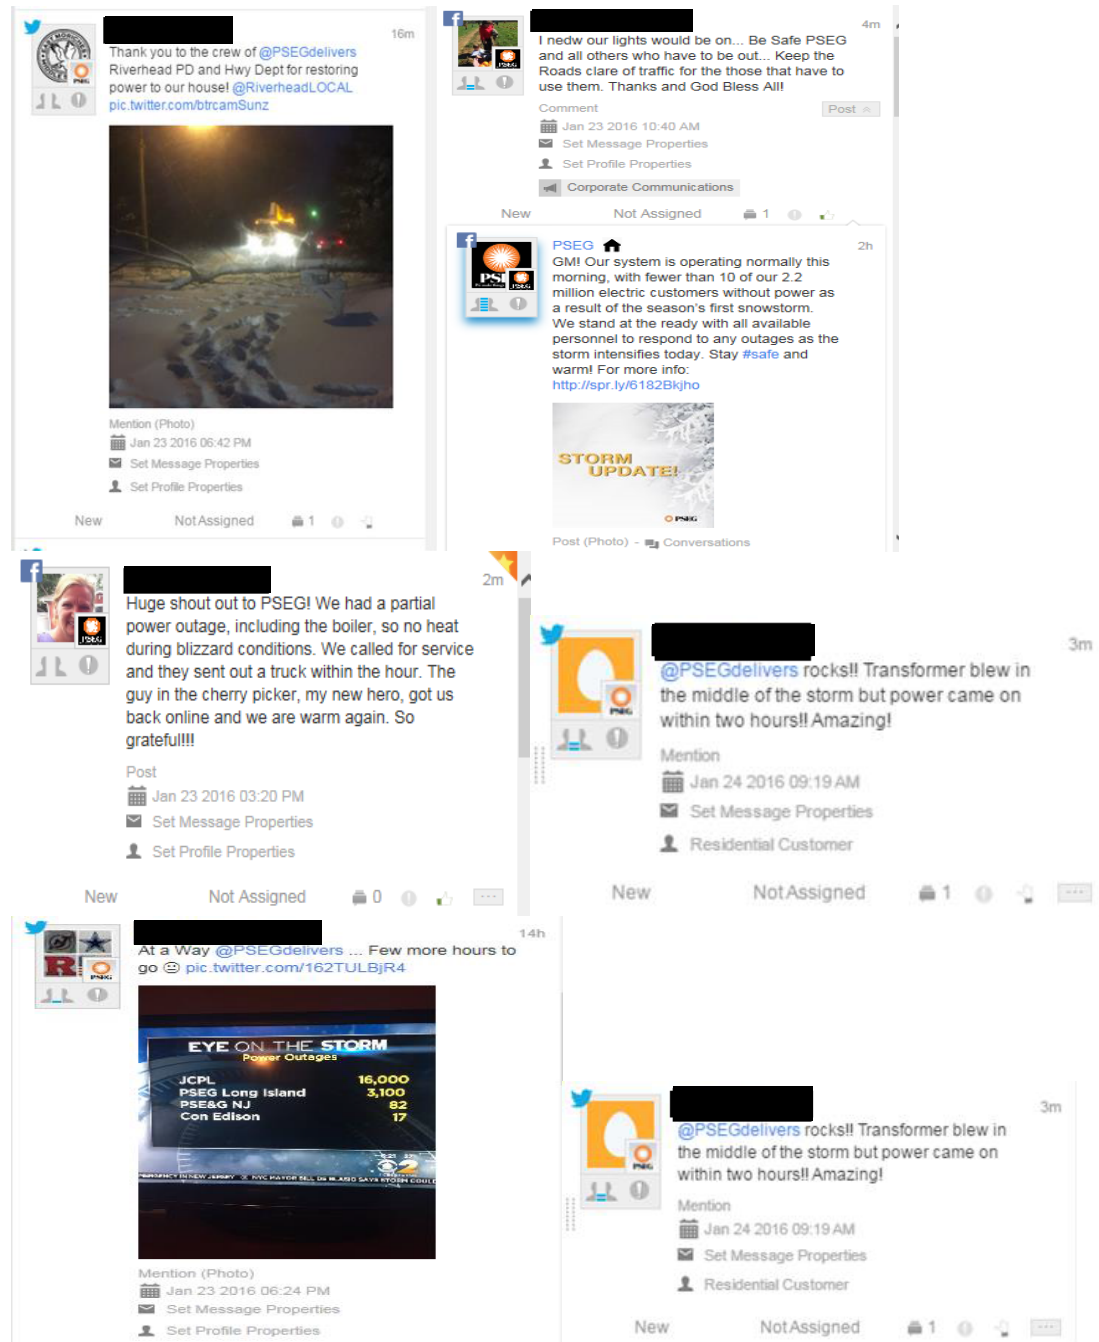 16m
Thank you to the crew of @PSEGdelivers
Riverhead PD and Hwy Dept for restoring
power to our house! @RiverheadLOCAL
pic.twitter.com/btrcamSunz
Mention (Photo)
Jan 23 2016 06:42 PM
Set Message Properties
Set Profile Properties
New Not Assigned 1
4m
I nedw our lights would be on... Be Safe PSEG
and all others who have to be out... Keep the
Roads clare of traffic for the those that have to
use them. Thanks and God Bless All!
Comment
Post
Jan 23 2016 10:40 AM
Set Message Properties
Set Profile Properties
Corporate Communications
New Not Assigned 1
PSEG 2h
GM! Our system is operating normally this
morning, with fewer than 10 of our 2.2
million electric customers without power as
a result of the season's first snowstorm.
We stand at the ready with all available
personnel to respond to any outages as the
storm intensifies today. Stay #safe and
warm! For more info:
http://spr.ly/6182Bkjho
STORM
UPDATE!
PSEG
Post (Photo) - Conversations
2m
Huge shout out to PSEG! We had a partial
power outage, including the boiler, so no heat
during blizzard conditions. We called for service
and they sent out a truck within the hour. The
guy in the cherry picker, my new hero, got us
back online and we are warm again. So
grateful!!!
Post
Jan 23 2016 03:20 PM
Set Message Properties
Set Profile Properties
New Not Assigned 0
3m
@PSEGdelivers rocks!! Transformer blew in
the middle of the storm but power came on
within two hours!! Amazing!
Mention
Jan 24 2016 09:19 AM
Set Message Properties
Residential Customer
New Not Assigned 1
14h
At a Way @PSEGdelivers ... Few more hours to
go 😐 pic.twitter.com/162TULBjR4
EYE ON THE STORM
Power Outages
JCPL 16,000
PSEG Long Island 3,100
PSE&G NJ 82
Con Edison 17
2
NYC MAYOR BILL DE BLASIO SAYS STORM COULD
Mention (Photo)
Jan 23 2016 06:24 PM
Set Message Properties
Set Profile Properties
3m
@PSEGdelivers rocks!! Transformer blew in
the middle of the storm but power came on
within two hours!! Amazing!
Mention
Jan 24 2016 09:19 AM
Set Message Properties
Residential Customer
New Not Assigned 1